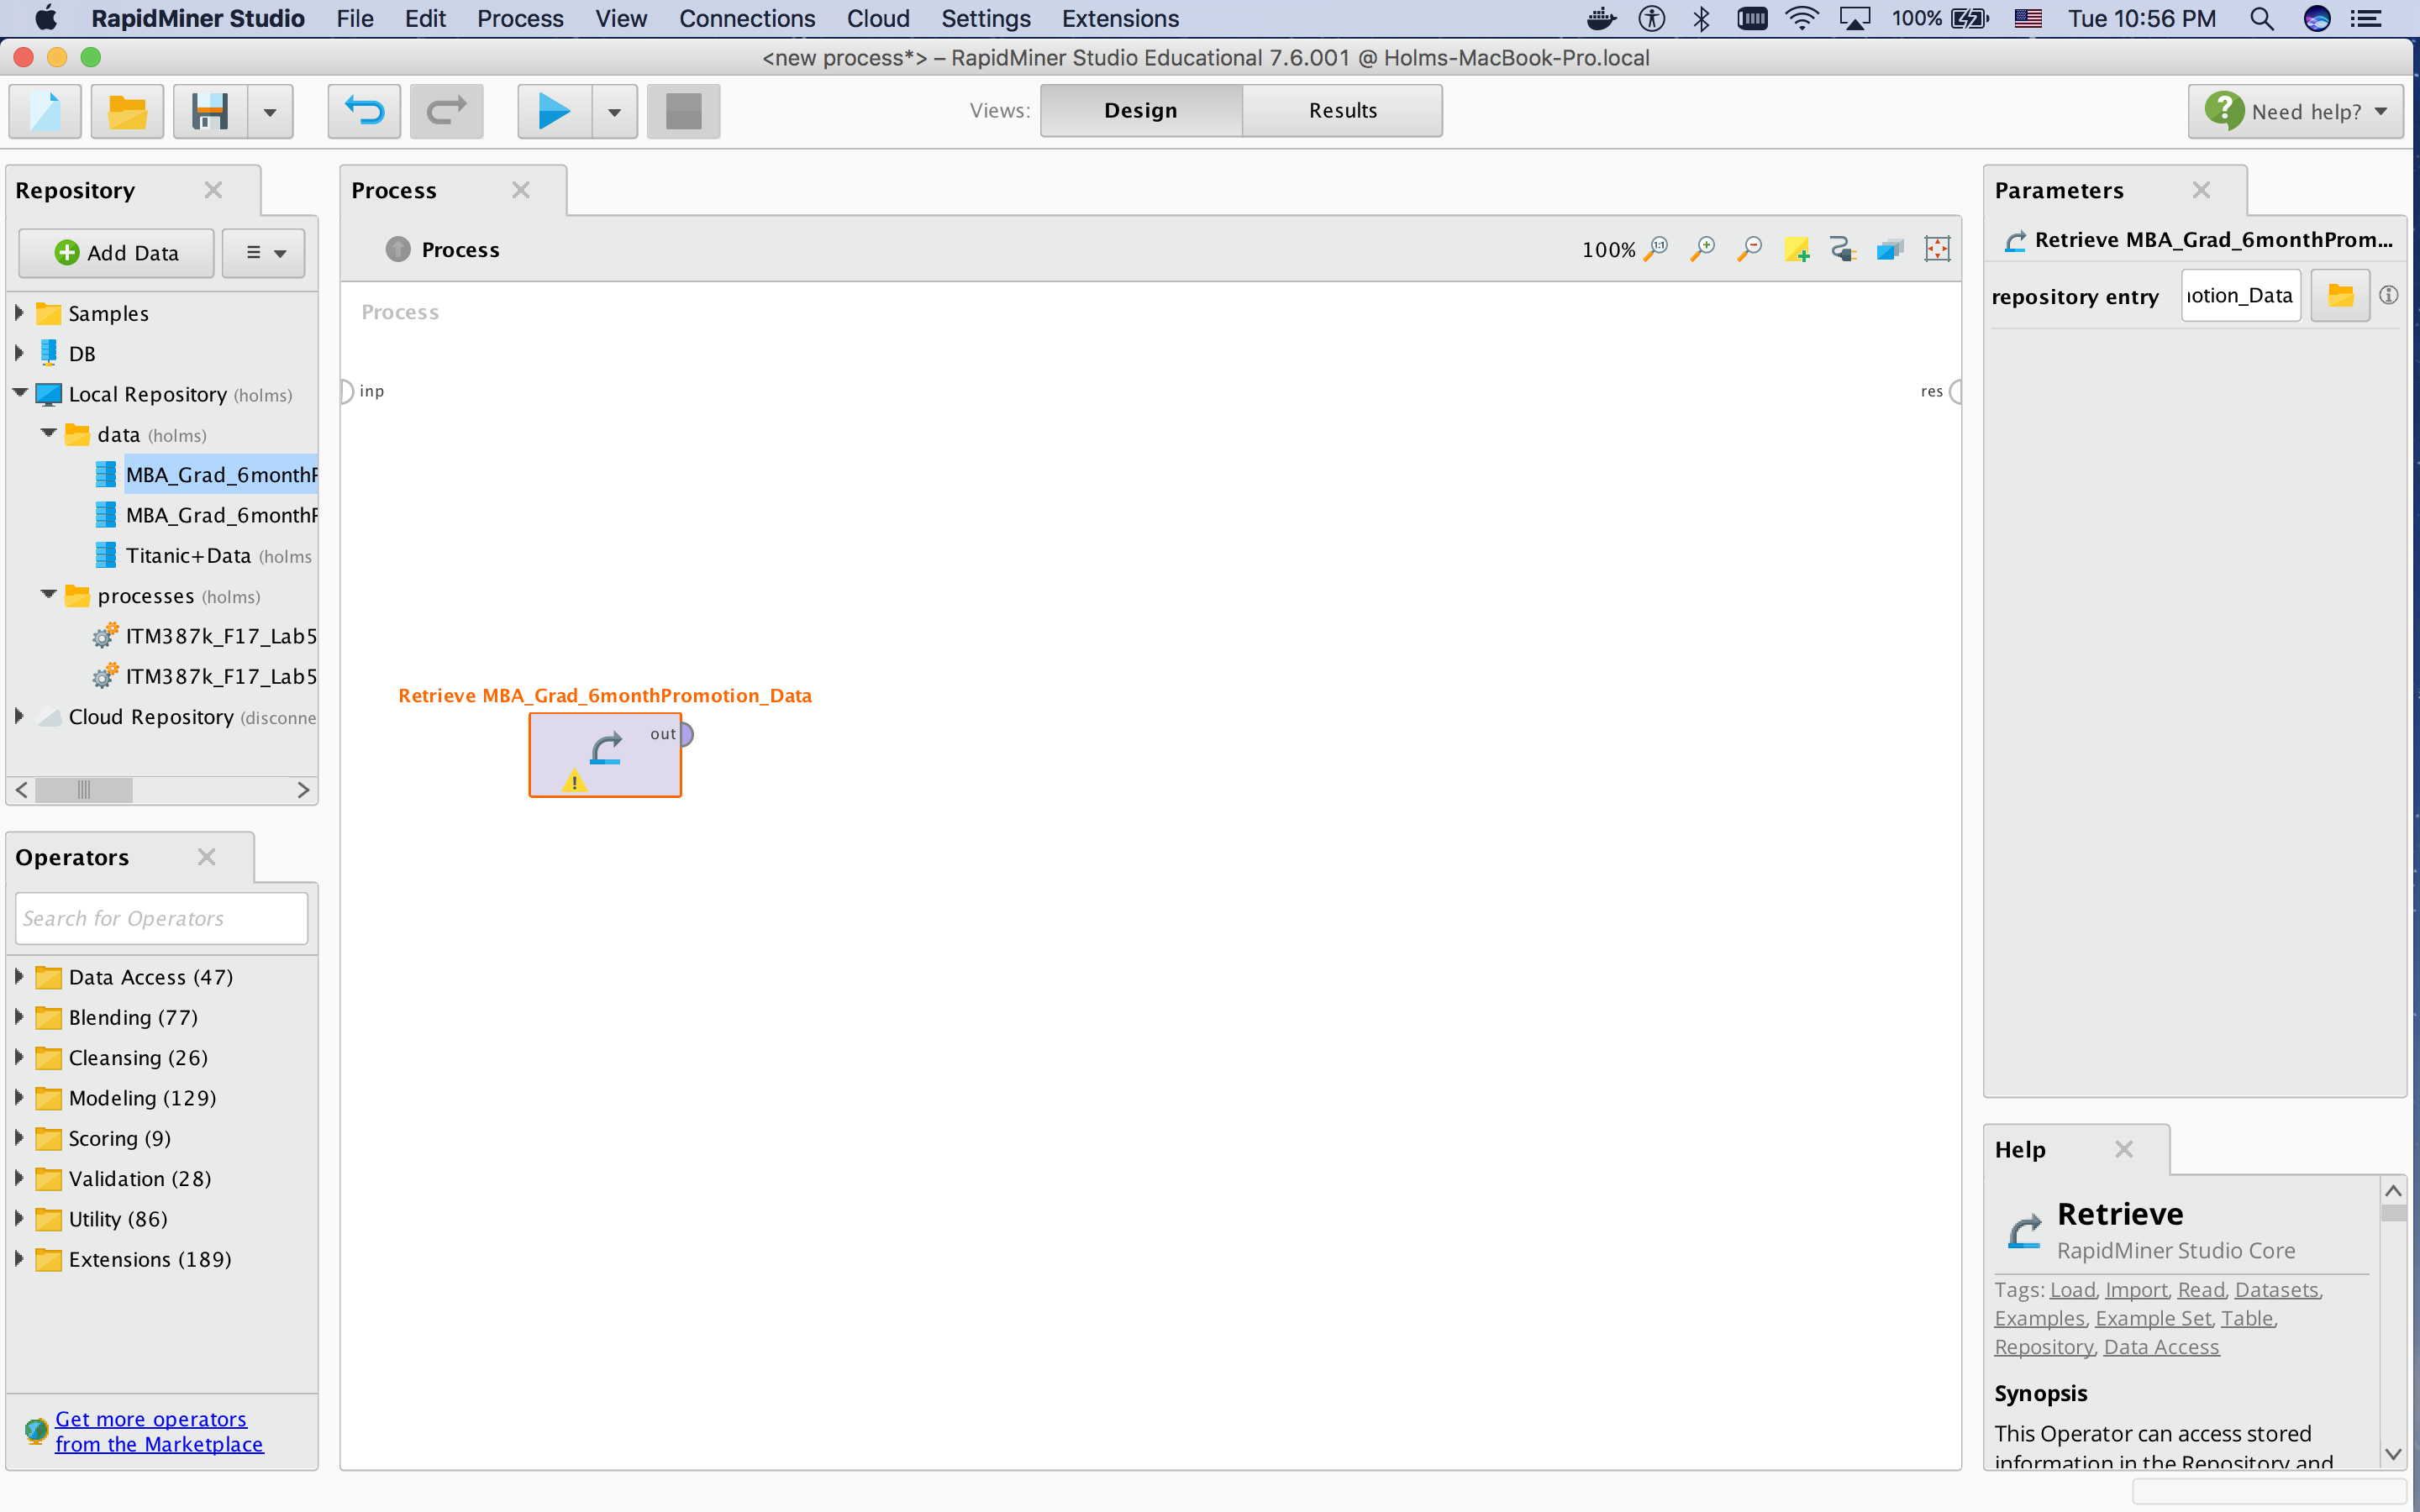 RapidMiner Studio File Edit Process View Connections Cloud Settings Extensions 100% Tue 10:56 PM
<new process*> – RapidMiner Studio Educational 7.6.001 @ Holms-MacBook-Pro.local
Views: Design Results Need help?
Repository
Add Data
Samples
DB
Local Repository (holms)
data (holms)
MBA_Grad_6monthP
MBA_Grad_6monthP
Titanic+Data (holms
processes (holms)
ITM387k_F17_Lab5
ITM387k_F17_Lab5
Cloud Repository (disconne
Operators
Search for Operators
Data Access (47)
Blending (77)
Cleansing (26)
Modeling (129)
Scoring (9)
Validation (28)
Utility (86)
Extensions (189)
Get more operators
from the Marketplace
Process
Process
100%
Process
inp
res
Retrieve MBA_Grad_6monthPromotion_Data
out
Parameters
Retrieve MBA_Grad_6monthProm...
repository entry otion_Data
Help
Retrieve
RapidMiner Studio Core
Tags: Load, Import, Read, Datasets,
Examples, Example Set, Table,
Repository, Data Access
Synopsis
This Operator can access stored
information in the Repository and